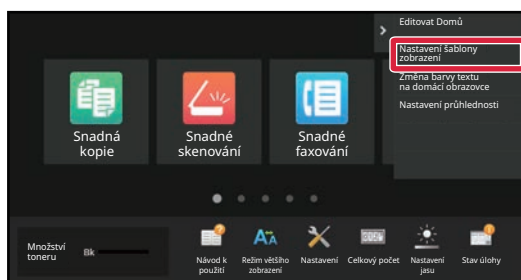 Editovat Domů
Nastavení šablony
zobrazení
Změna barvy textu
na domácí obrazovce
Nastavení průhlednosti
Snadná
kopie
Snadné
skenování
Snadné
faxování
Množství
toneru
Bk
Návod k
použití
Režim většího
zobrazení
Nastavení
Celkový počet
Nastavení
jasu
Stav úlohy